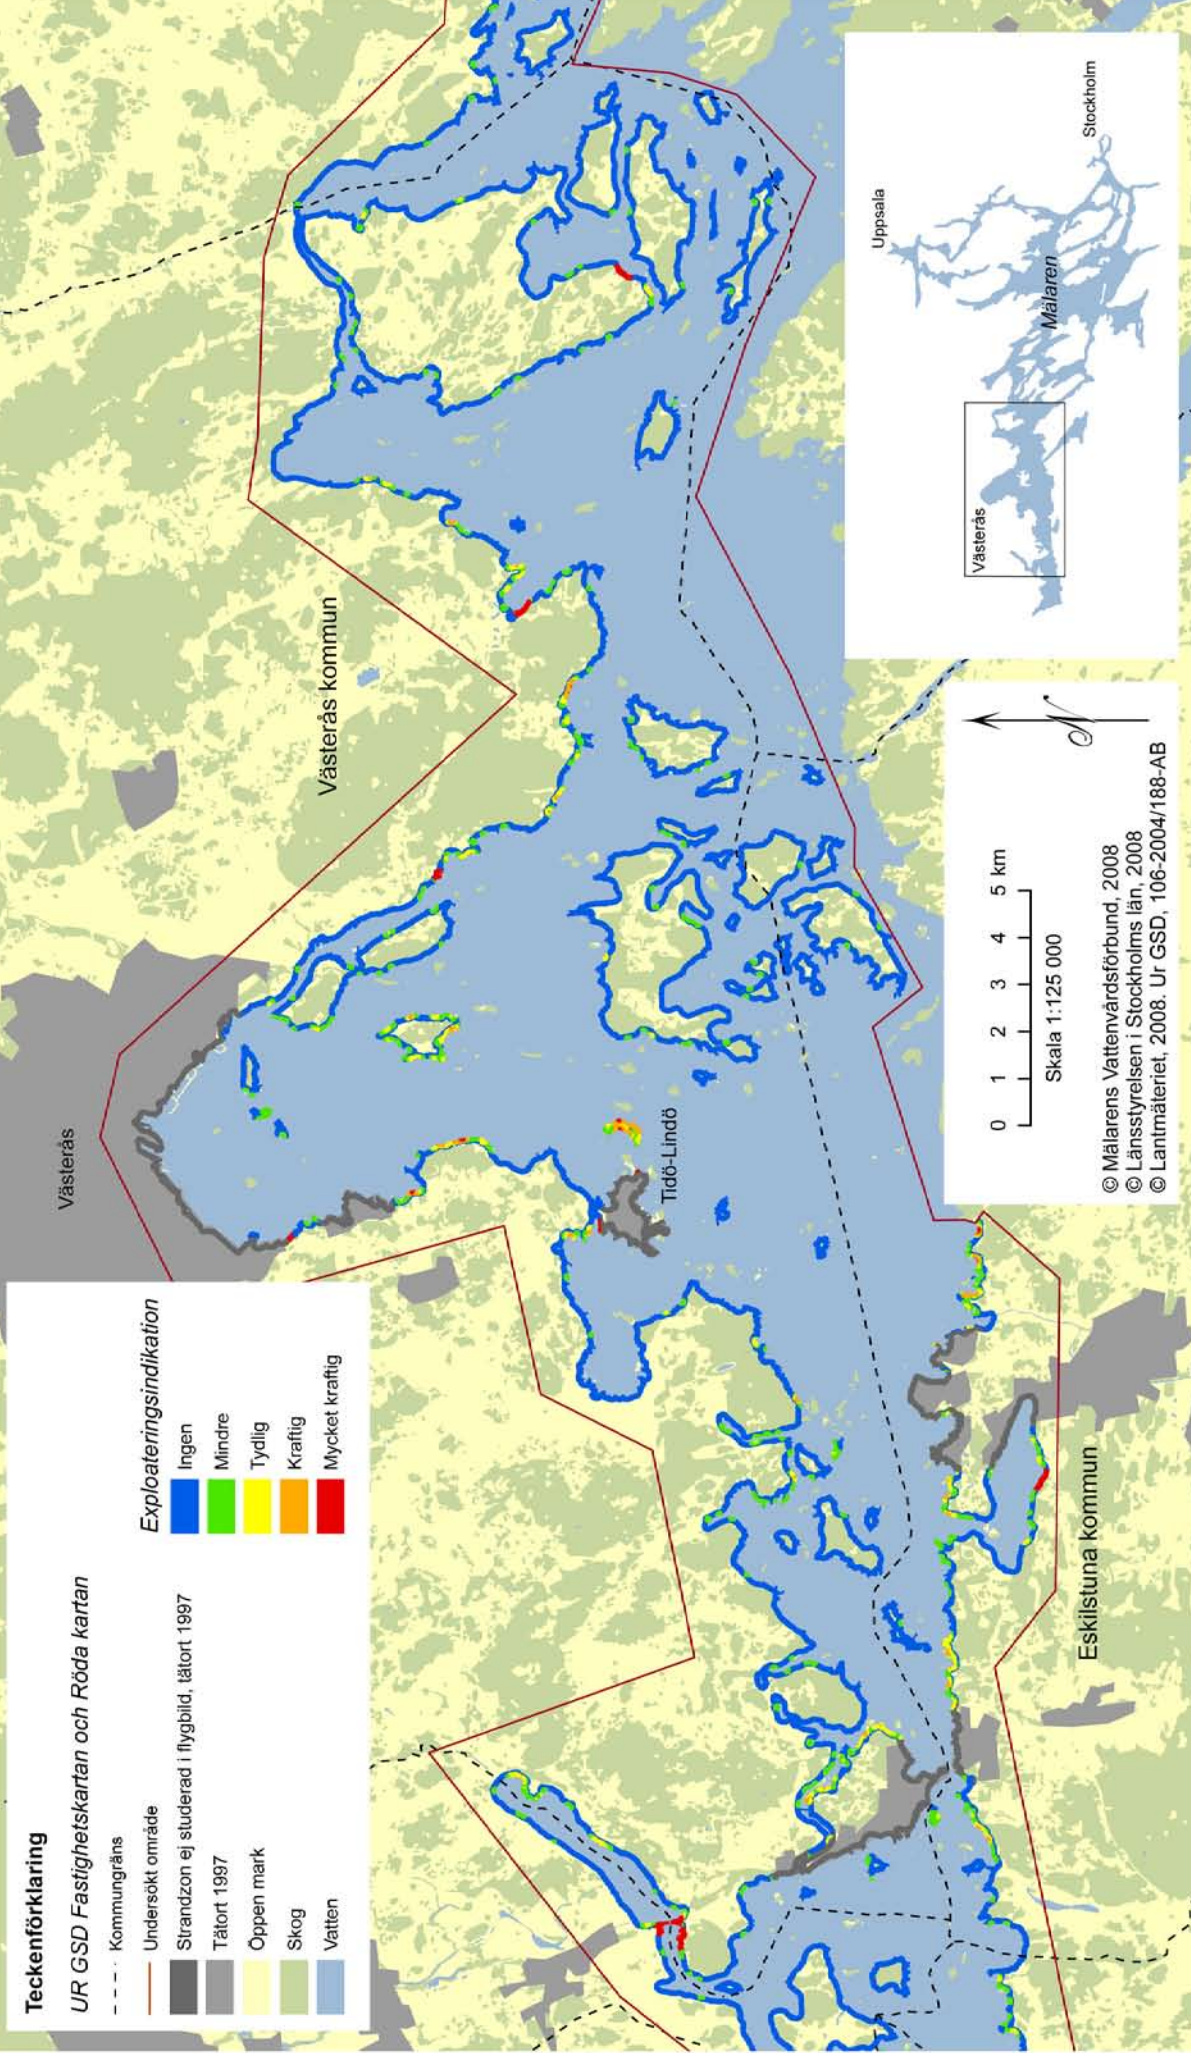 Teckenförklaring
UR GSD Fastighetskartan och Röda kartan
Kommungräns
Undersökt område
Strandzon ej studerad i flygbild, tätort 1997
Tätort 1997
Öppen mark
Skog
Vatten
Exploateringsindikation
Ingen
Mindre
Tydlig
Kraftig
Mycket kraftig
Västerås
Västerås kommun
Tidö-Lindö
Eskilstuna kommun
0 1 2 3 4 5 km
Skala 1:125 000
N
© Mälarens Vattenvårdsförbund, 2008
© Länsstyrelsen i Stockholms län, 2008
© Lantmäteriet, 2008. Ur GSD, 106-2004/188-AB
Uppsala
Stockholm
Västerås
Mälaren